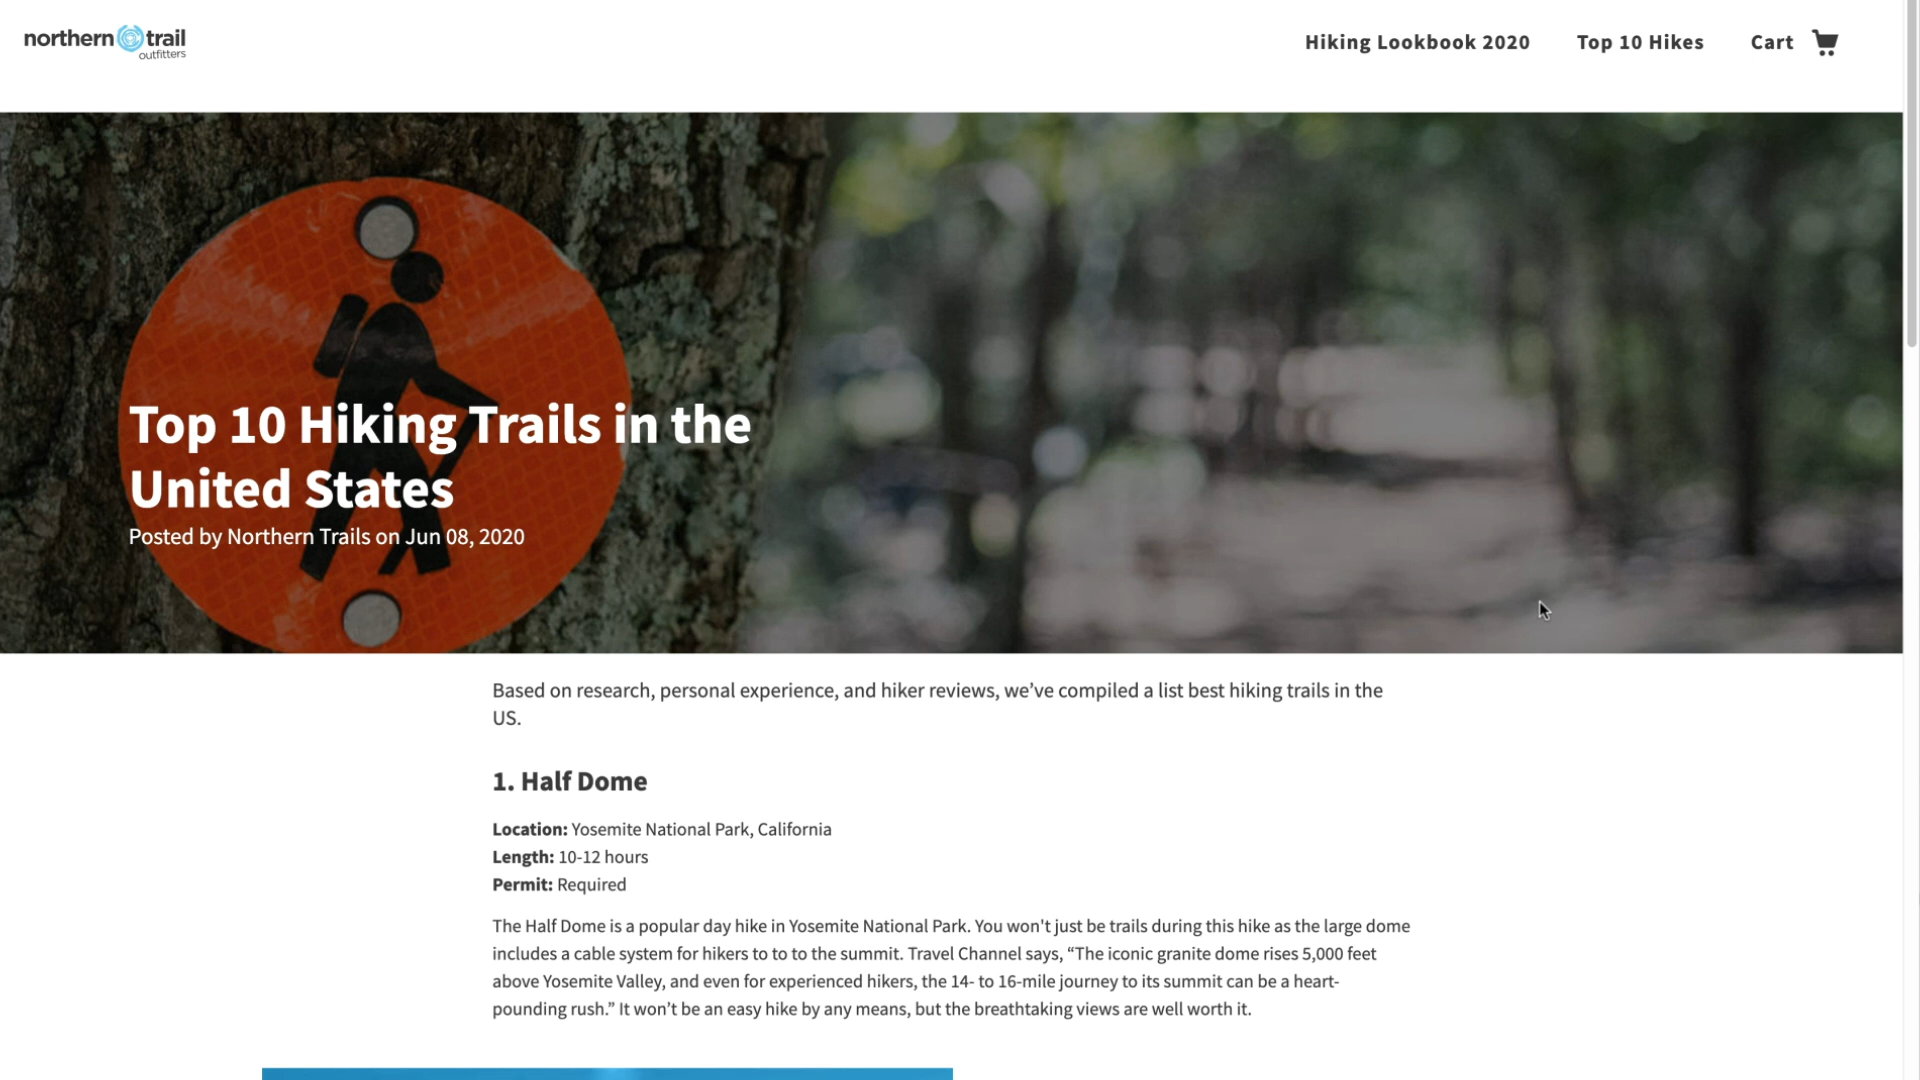 northern trail
outfitters
Hiking Lookbook 2020
Top 10 Hikes
Cart
Top 10 Hiking Trails in the
United States
Posted by Northern Trails on Jun 08, 2020
Based on research, personal experience, and hiker reviews, we’ve compiled a list best hiking trails in the
US.
1. Half Dome
Location: Yosemite National Park, California
Length: 10-12 hours
Permit: Required
The Half Dome is a popular day hike in Yosemite National Park. You won't just be trails during this hike as the large dome
includes a cable system for hikers to to to the summit. Travel Channel says, “The iconic granite dome rises 5,000 feet
above Yosemite Valley, and even for experienced hikers, the 14- to 16-mile journey to its summit can be a heart-
pounding rush.” It won’t be an easy hike by any means, but the breathtaking views are well worth it.